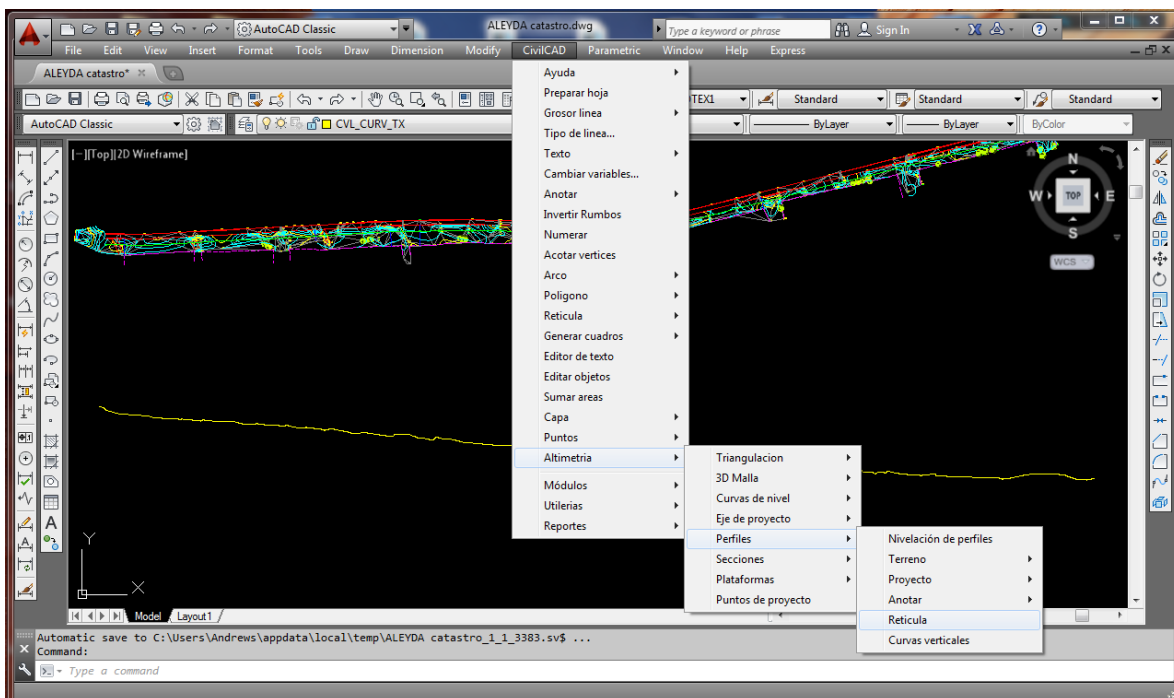 AutoCAD Classic
ALEYDA catastro.dwg
Type a keyword or phrase
Sign In
File Edit View Insert Format Tools Draw Dimension Modify CivilCAD Parametric Window Help Express
ALEYDA catastro*
Standard
Standard
Standard
AutoCAD Classic
CVL_CURV_TX
ByLayer
ByLayer
ByColor
[−][Top][2D Wireframe]
N
W
TOP
E
S
WCS
Ayuda
Preparar hoja
Grosor linea
Tipo de linea...
Texto
Cambiar variables...
Anotar
Invertir Rumbos
Numerar
Acotar vertices
Arco
Poligono
Reticula
Generar cuadros
Editor de texto
Editar objetos
Sumar areas
Capa
Puntos
Altimetria
Módulos
Utilerias
Reportes
Triangulacion
3D Malla
Curvas de nivel
Eje de proyecto
Perfiles
Secciones
Plataformas
Puntos de proyecto
Nivelación de perfiles
Terreno
Proyecto
Anotar
Reticula
Curvas verticales
Y
X
Model
Layout1
Automatic save to C:\Users\Andrews\appdata\local\temp\ALEYDA catastro_1_1_3383.sv$ ...
Command:
Type a command